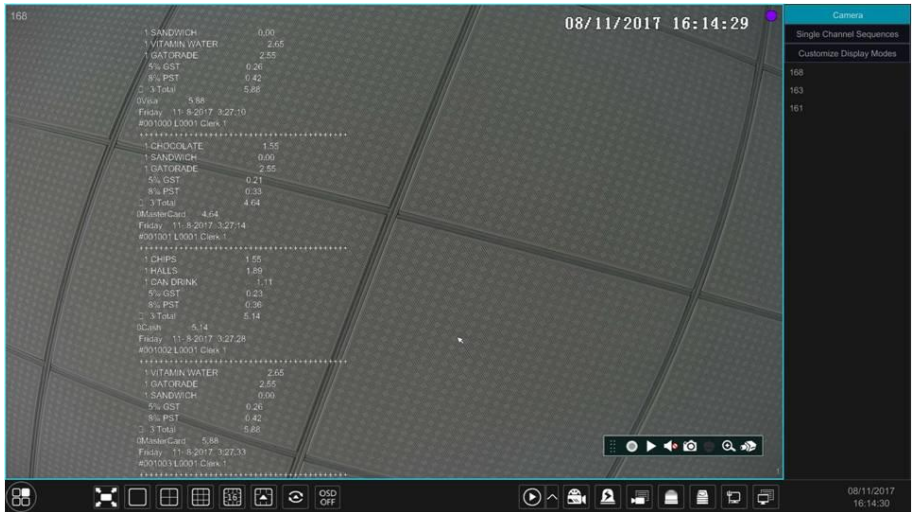 168
08/11/2017 16:14:29
1 SANDWICH 0.00
1 VITAMIN WATER 2.65
1 GATORADE 2.55
5% GST 0.26
8% PST 0.42
3 Total 5.88
0Visa 5.88
Friday 11- 8-2017 3:27:10
#001000 L0001 Clerk 1
1 CHOCOLATE 1.55
1 SANDWICH 0.00
1 GATORADE 2.55
5% GST 0.21
8% PST 0.33
3 Total 4.64
0MasterCard 4.64
Friday 11- 8-2017 3:27:14
#001001 L0001 Clerk 1
1 CHIPS 1.55
1 HALLS 1.89
1 CAN DRINK 1.11
5% GST 0.23
8% PST 0.36
3 Total 5.14
0Cash 5.14
Friday 11- 8-2017 3:27:28
#001002 L0001 Clerk 1
1 VITAMIN WATER 2.65
1 GATORADE 2.55
1 SANDWICH 0.00
5% GST 0.26
8% PST 0.42
3 Total 5.88
0MasterCard 5.88
Friday 11- 8-2017 3:27:33
#001003 L0001 Clerk 1
1
Camera
Single Channel Sequences
Customize Display Modes
168
163
161
16
OSD
OFF
08/11/2017
16:14:30